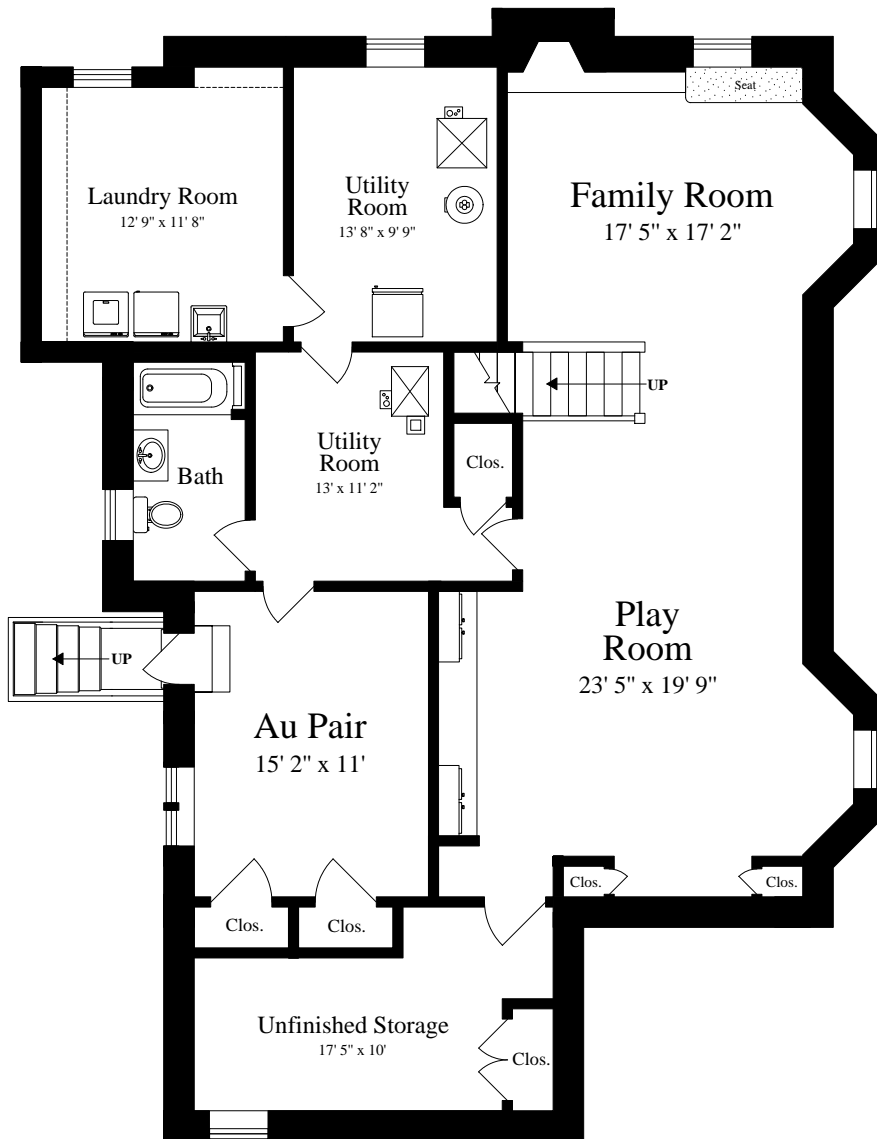 Seat
Laundry Room
12' 9" x 11' 8"
Utility
Room
13' 8" x 9' 9"
Family Room
17' 5" x 17' 2"
UP
Utility
Room
13' x 11' 2"
Clos.
Bath
Play
Room
23' 5" x 19' 9"
UP
Au Pair
15' 2" x 11'
Clos.
Clos.
Clos.
Clos.
Unfinished Storage
17' 5" x 10'
Clos.